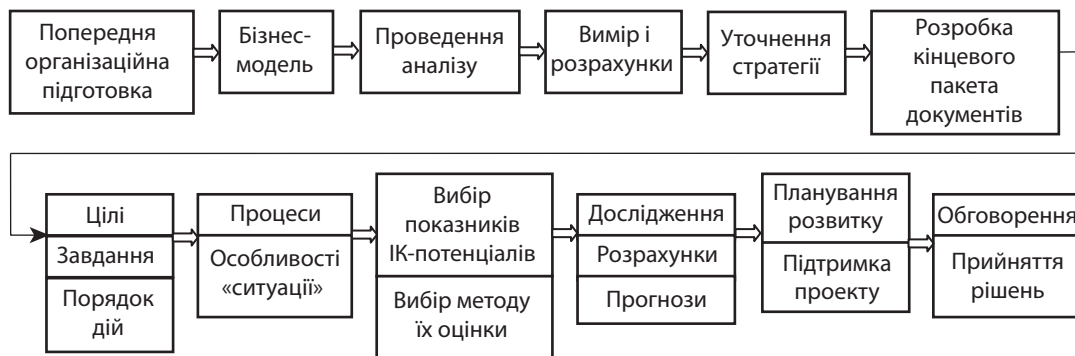 Попередня
організаційна
підготовка
Бізнес-
модель
Проведення
аналізу
Вимір і
розрахунки
Уточнення
стратегії
Розробка
кінцевого
пакета
документів
Цілі
Завдання
Порядок
дій
Процеси
Особливості
«ситуації»
Вибір
показників
ІК-потенціалів
Вибір методу
їх оцінки
Дослідження
Розрахунки
Прогнози
Планування
розвитку
Підтримка
проекту
Обговорення
Прийняття
рішень